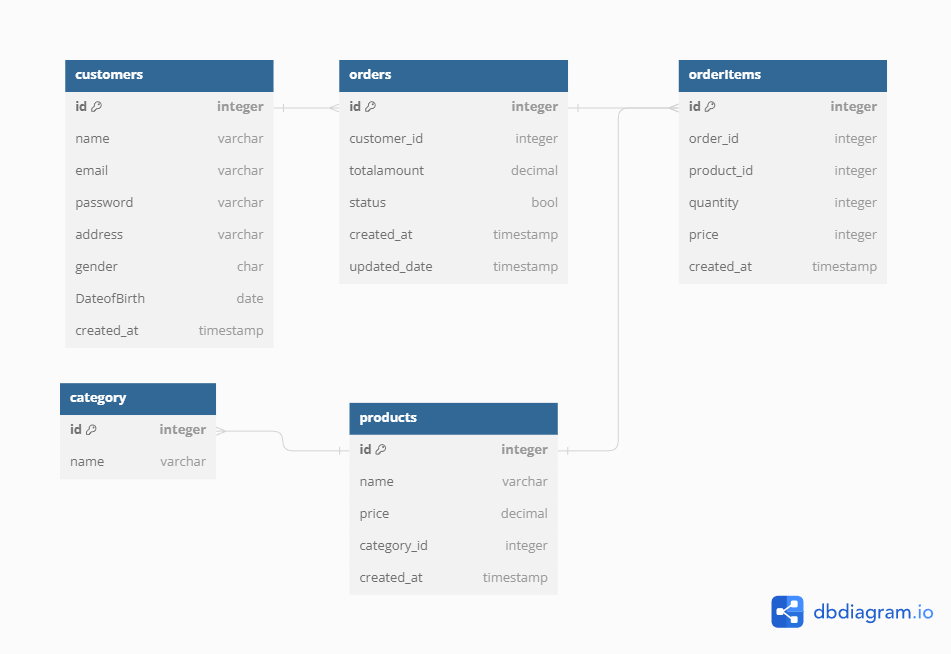 customers
id integer
name varchar
email varchar
password varchar
address varchar
gender char
DateofBirth date
created_at timestamp
orders
id integer
customer_id integer
totalamount decimal
status bool
created_at timestamp
updated_date timestamp
orderItems
id integer
order_id integer
product_id integer
quantity integer
price integer
created_at timestamp
category
id integer
name varchar
products
id integer
name varchar
price decimal
category_id integer
created_at timestamp
dbdiagram.io